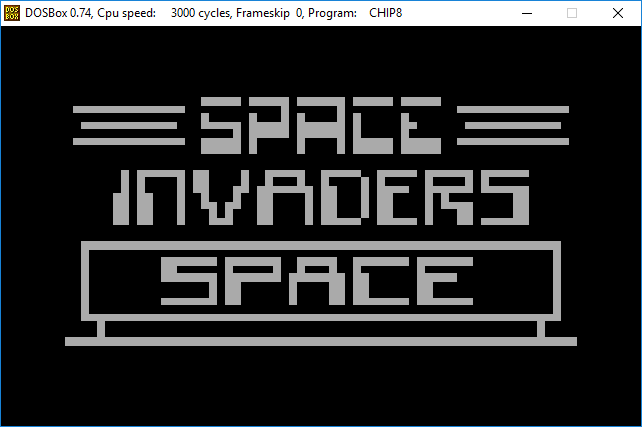 DOSBox 0.74, Cpu speed: 3000 cycles, Frameskip 0, Program: CHIP8
SPACE
INVADERS
SPACE